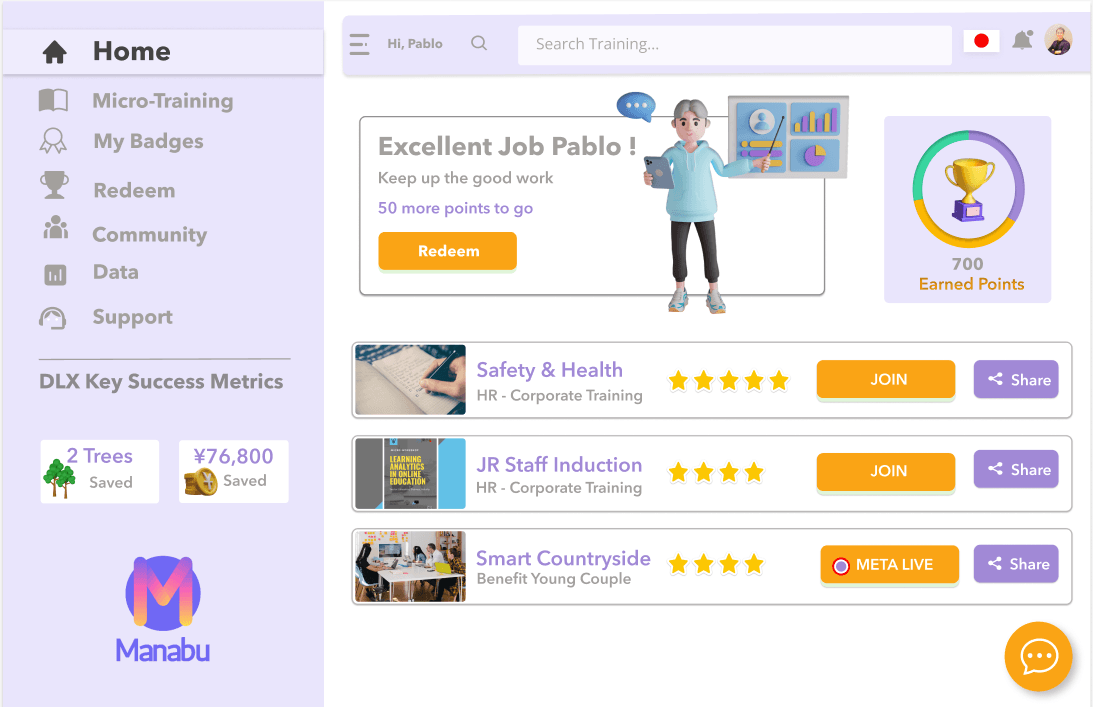 Home
Micro-Training
My Badges
Redeem
Community
Data
Support
DLX Key Success Metrics
2 Trees
Saved
¥76,800
Saved
Manabu
Hi, Pablo
Search Training...
Excellent Job Pablo !
Keep up the good work
50 more points to go
Redeem
700
Earned Points
Safety & Health
HR - Corporate Training
JOIN
Share
LEARNING
ANALYTICS
IN ONLINE
EDUCATION
JR Staff Induction
HR - Corporate Training
JOIN
Share
Smart Countryside
Benefit Young Couple
META LIVE
Share